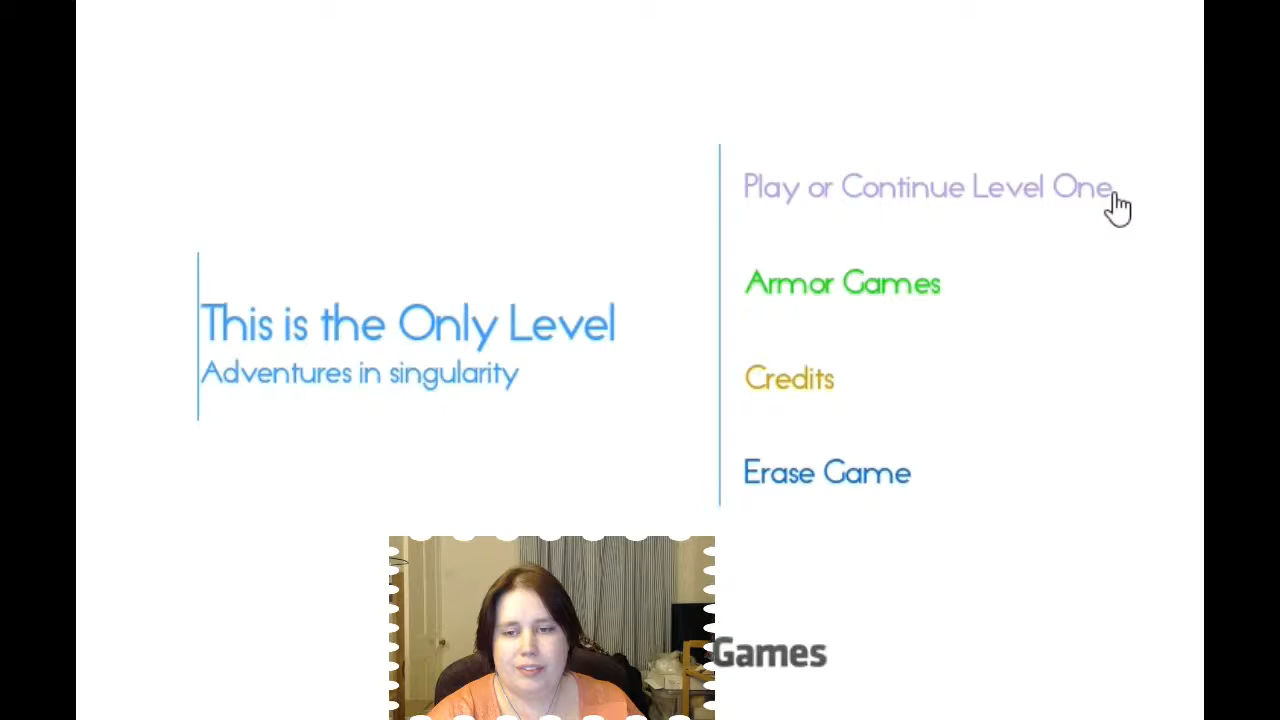 This is the Only Level
Adventures in singularity
Play or Continue Level One
Armor Games
Credits
Erase Game
Games